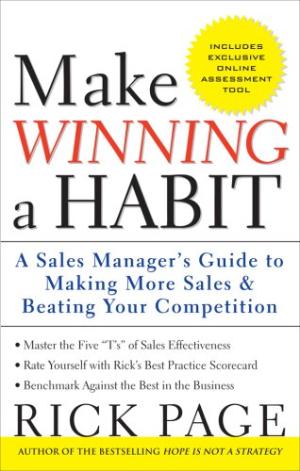 INCLUDES
EXCLUSIVE
ONLINE
ASSESSMENT
TOOL
Make
WINNING
a HABIT
A Sales Manager's Guide to
Making More Sales &
Beating Your Competition
• Master the Five “T's” of Sales Effectiveness
• Rate Yourself with Rick's Best Practice Scorecard
• Benchmark Against the Best in the Business
RICK PAGE
AUTHOR OF THE BESTSELLING HOPE IS NOT A STRATEGY